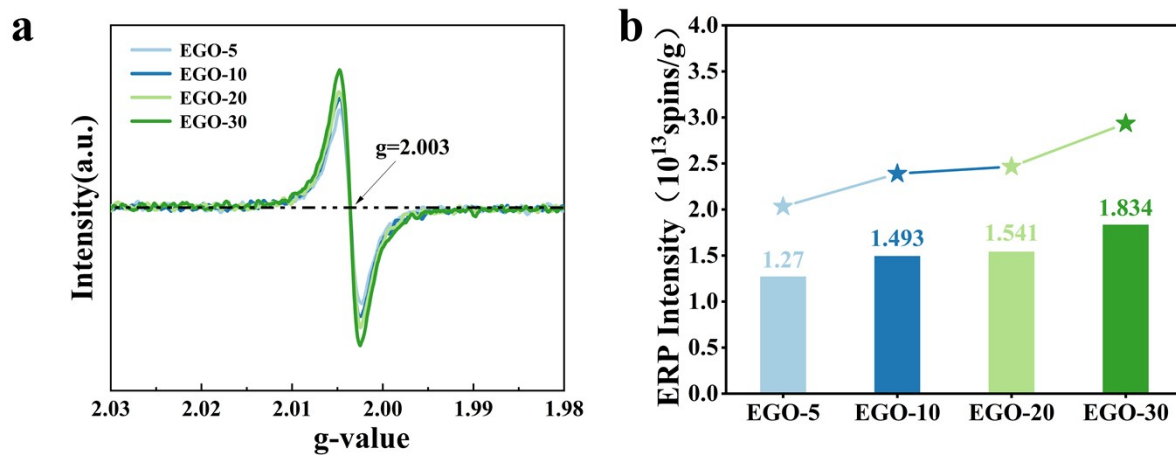 a
EGO-5
EGO-10
EGO-20
EGO-30
g=2.003
Intensity(a.u.)
2.03 2.02 2.01 2.00 1.99 1.98
g-value
b
4.0
3.5
3.0
2.5
2.0
1.5
1.0
0.5
0.0
ERP Intensity（10¹³spins/g）
1.27
1.493
1.541
1.834
EGO-5 EGO-10 EGO-20 EGO-30